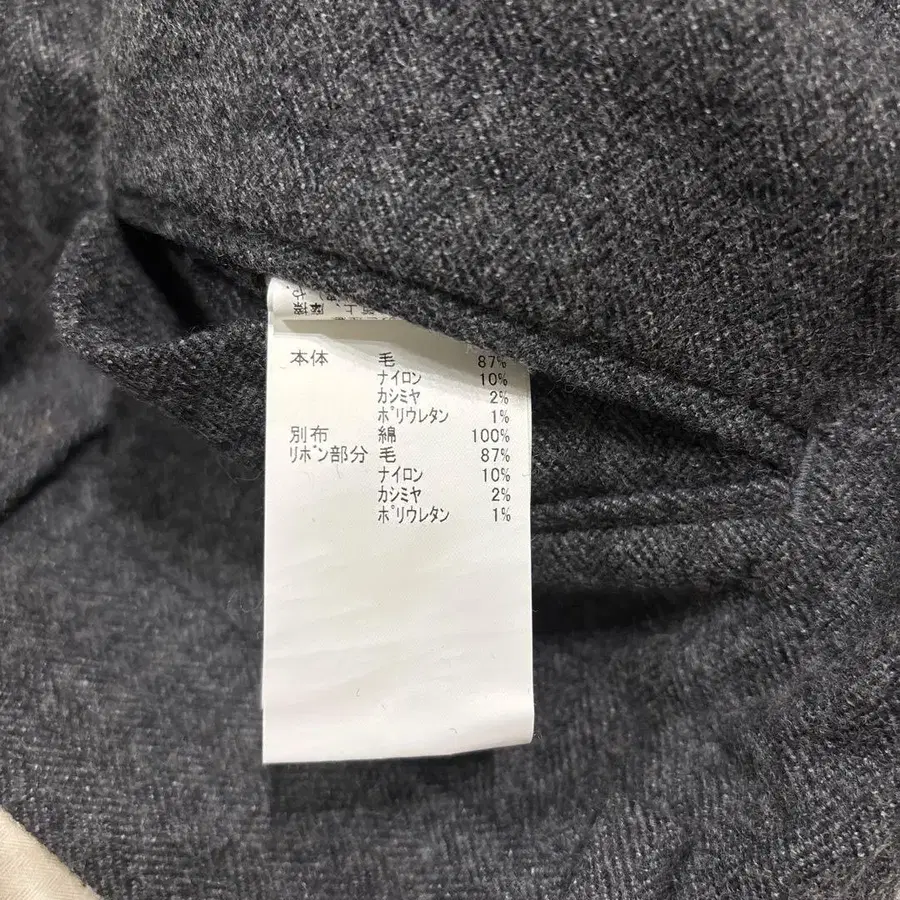 本体 毛 87%
ナイロン 10%
カシミヤ 2%
ポリウレタン 1%
別布 綿 100%
リボン部分 毛 87%
ナイロン 10%
カシミヤ 2%
ポリウレタン 1%